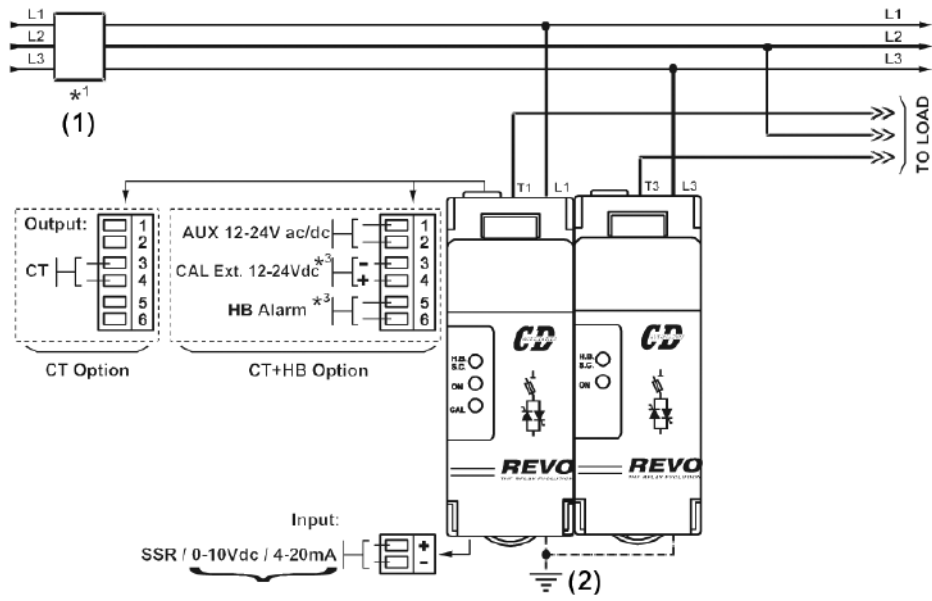 L1 L1
L2 L2
L3 L3
*1
(1)
TO LOAD
T1 L1 T3 L3
Output:
CT
1
2
3
4
5
6
CT Option
AUX 12-24V ac/dc
CAL Ext. 12-24Vdc*3
HB Alarm *3
- 
+
1
2
3
4
5
6
CT+HB Option
CD
H.B.
S.C.
ON
CAL
REVO
CD
H.B.
S.C.
ON
REVO
Input:
SSR / 0-10Vdc / 4-20mA
+
-
(2)